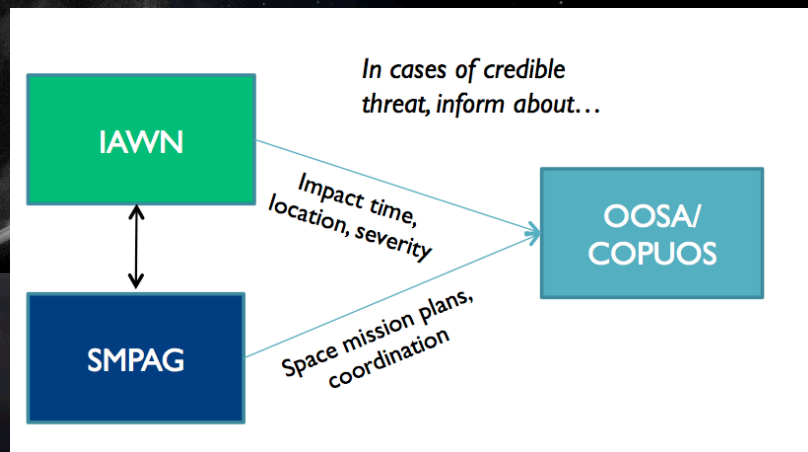 In cases of credible
threat, inform about...
IAWN
Impact time,
location, severity
OOSA/
COPUOS
SMPAG
Space mission plans,
coordination